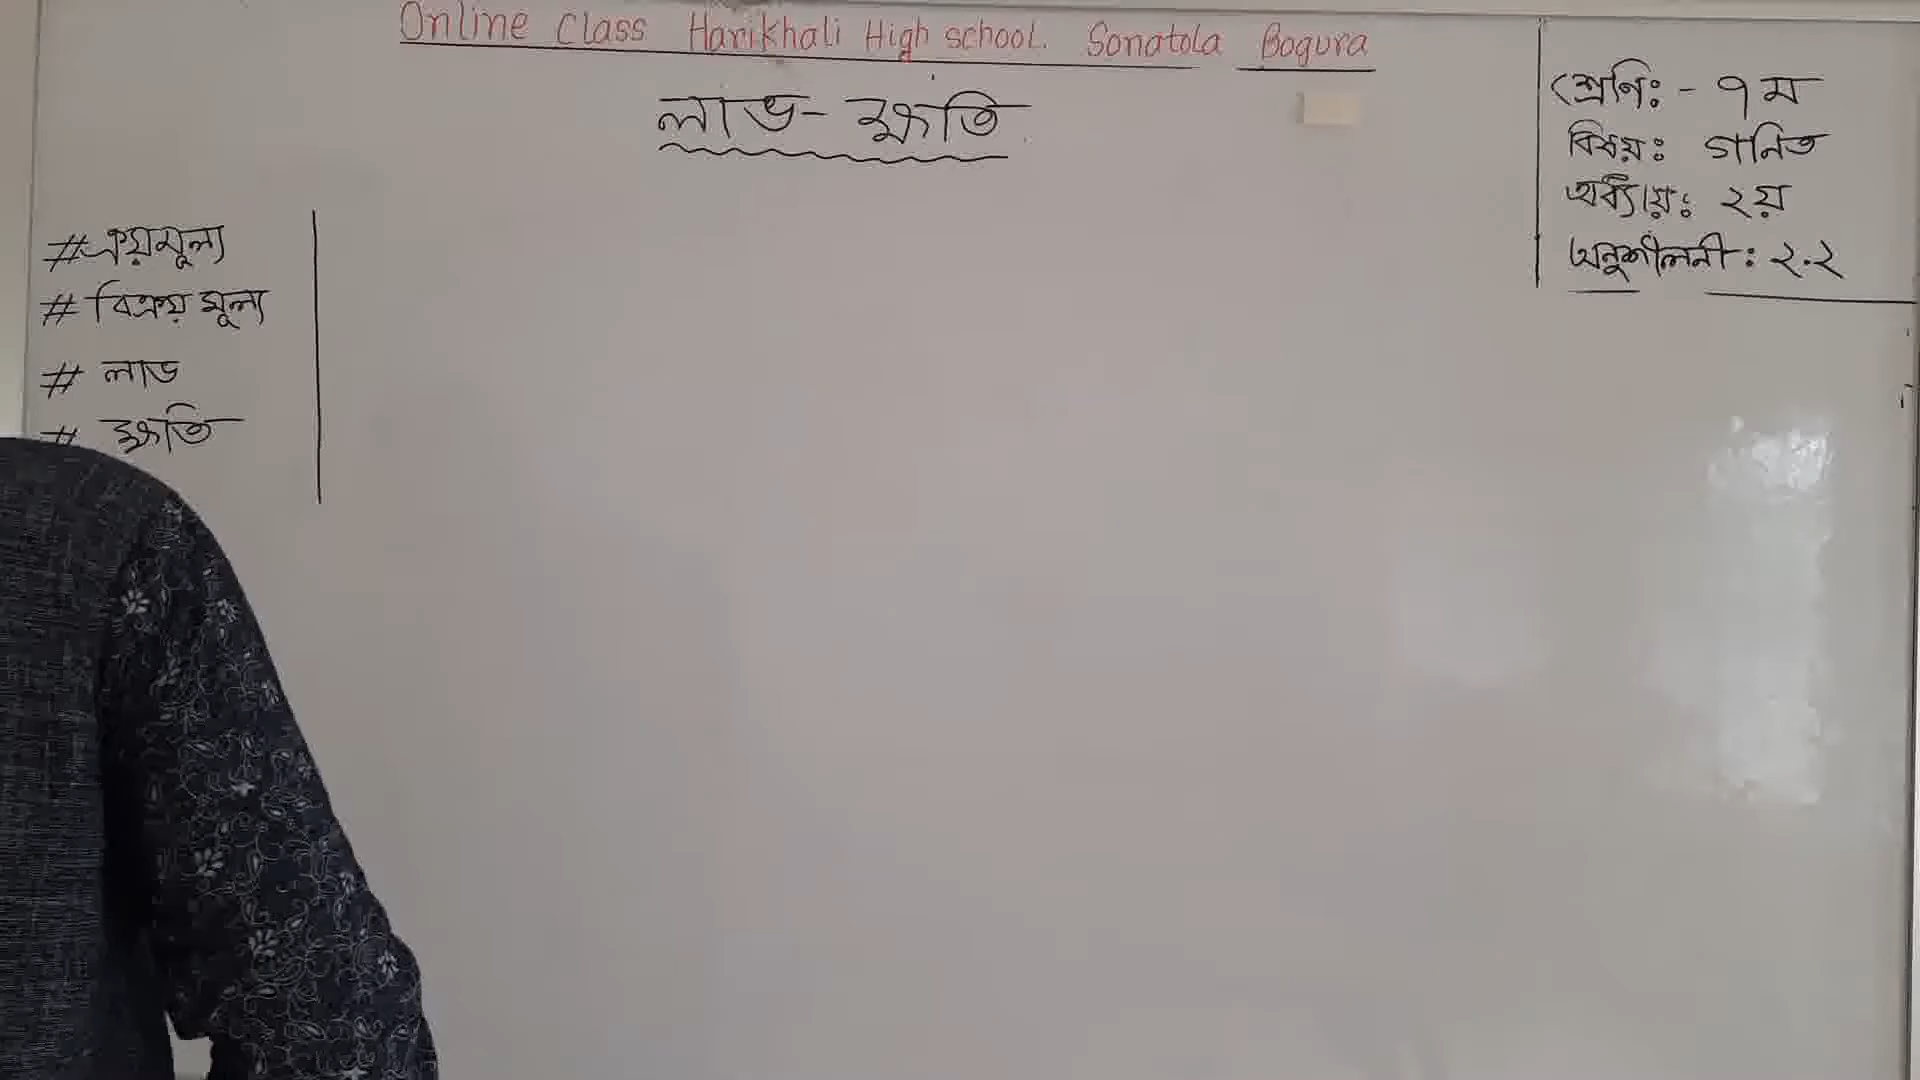 Online Class Harikhali High school. Sonatola Bogura
লাভ- ক্ষতি
শ্রেণিঃ - ৭ম
বিষয়ঃ গনিত
অধ্যায়ঃ ২য়
অনুশীলনী: ২.২
#ক্রয়মূল্য
# বিক্রয় মূল্য
# লাভ
# ক্ষতি